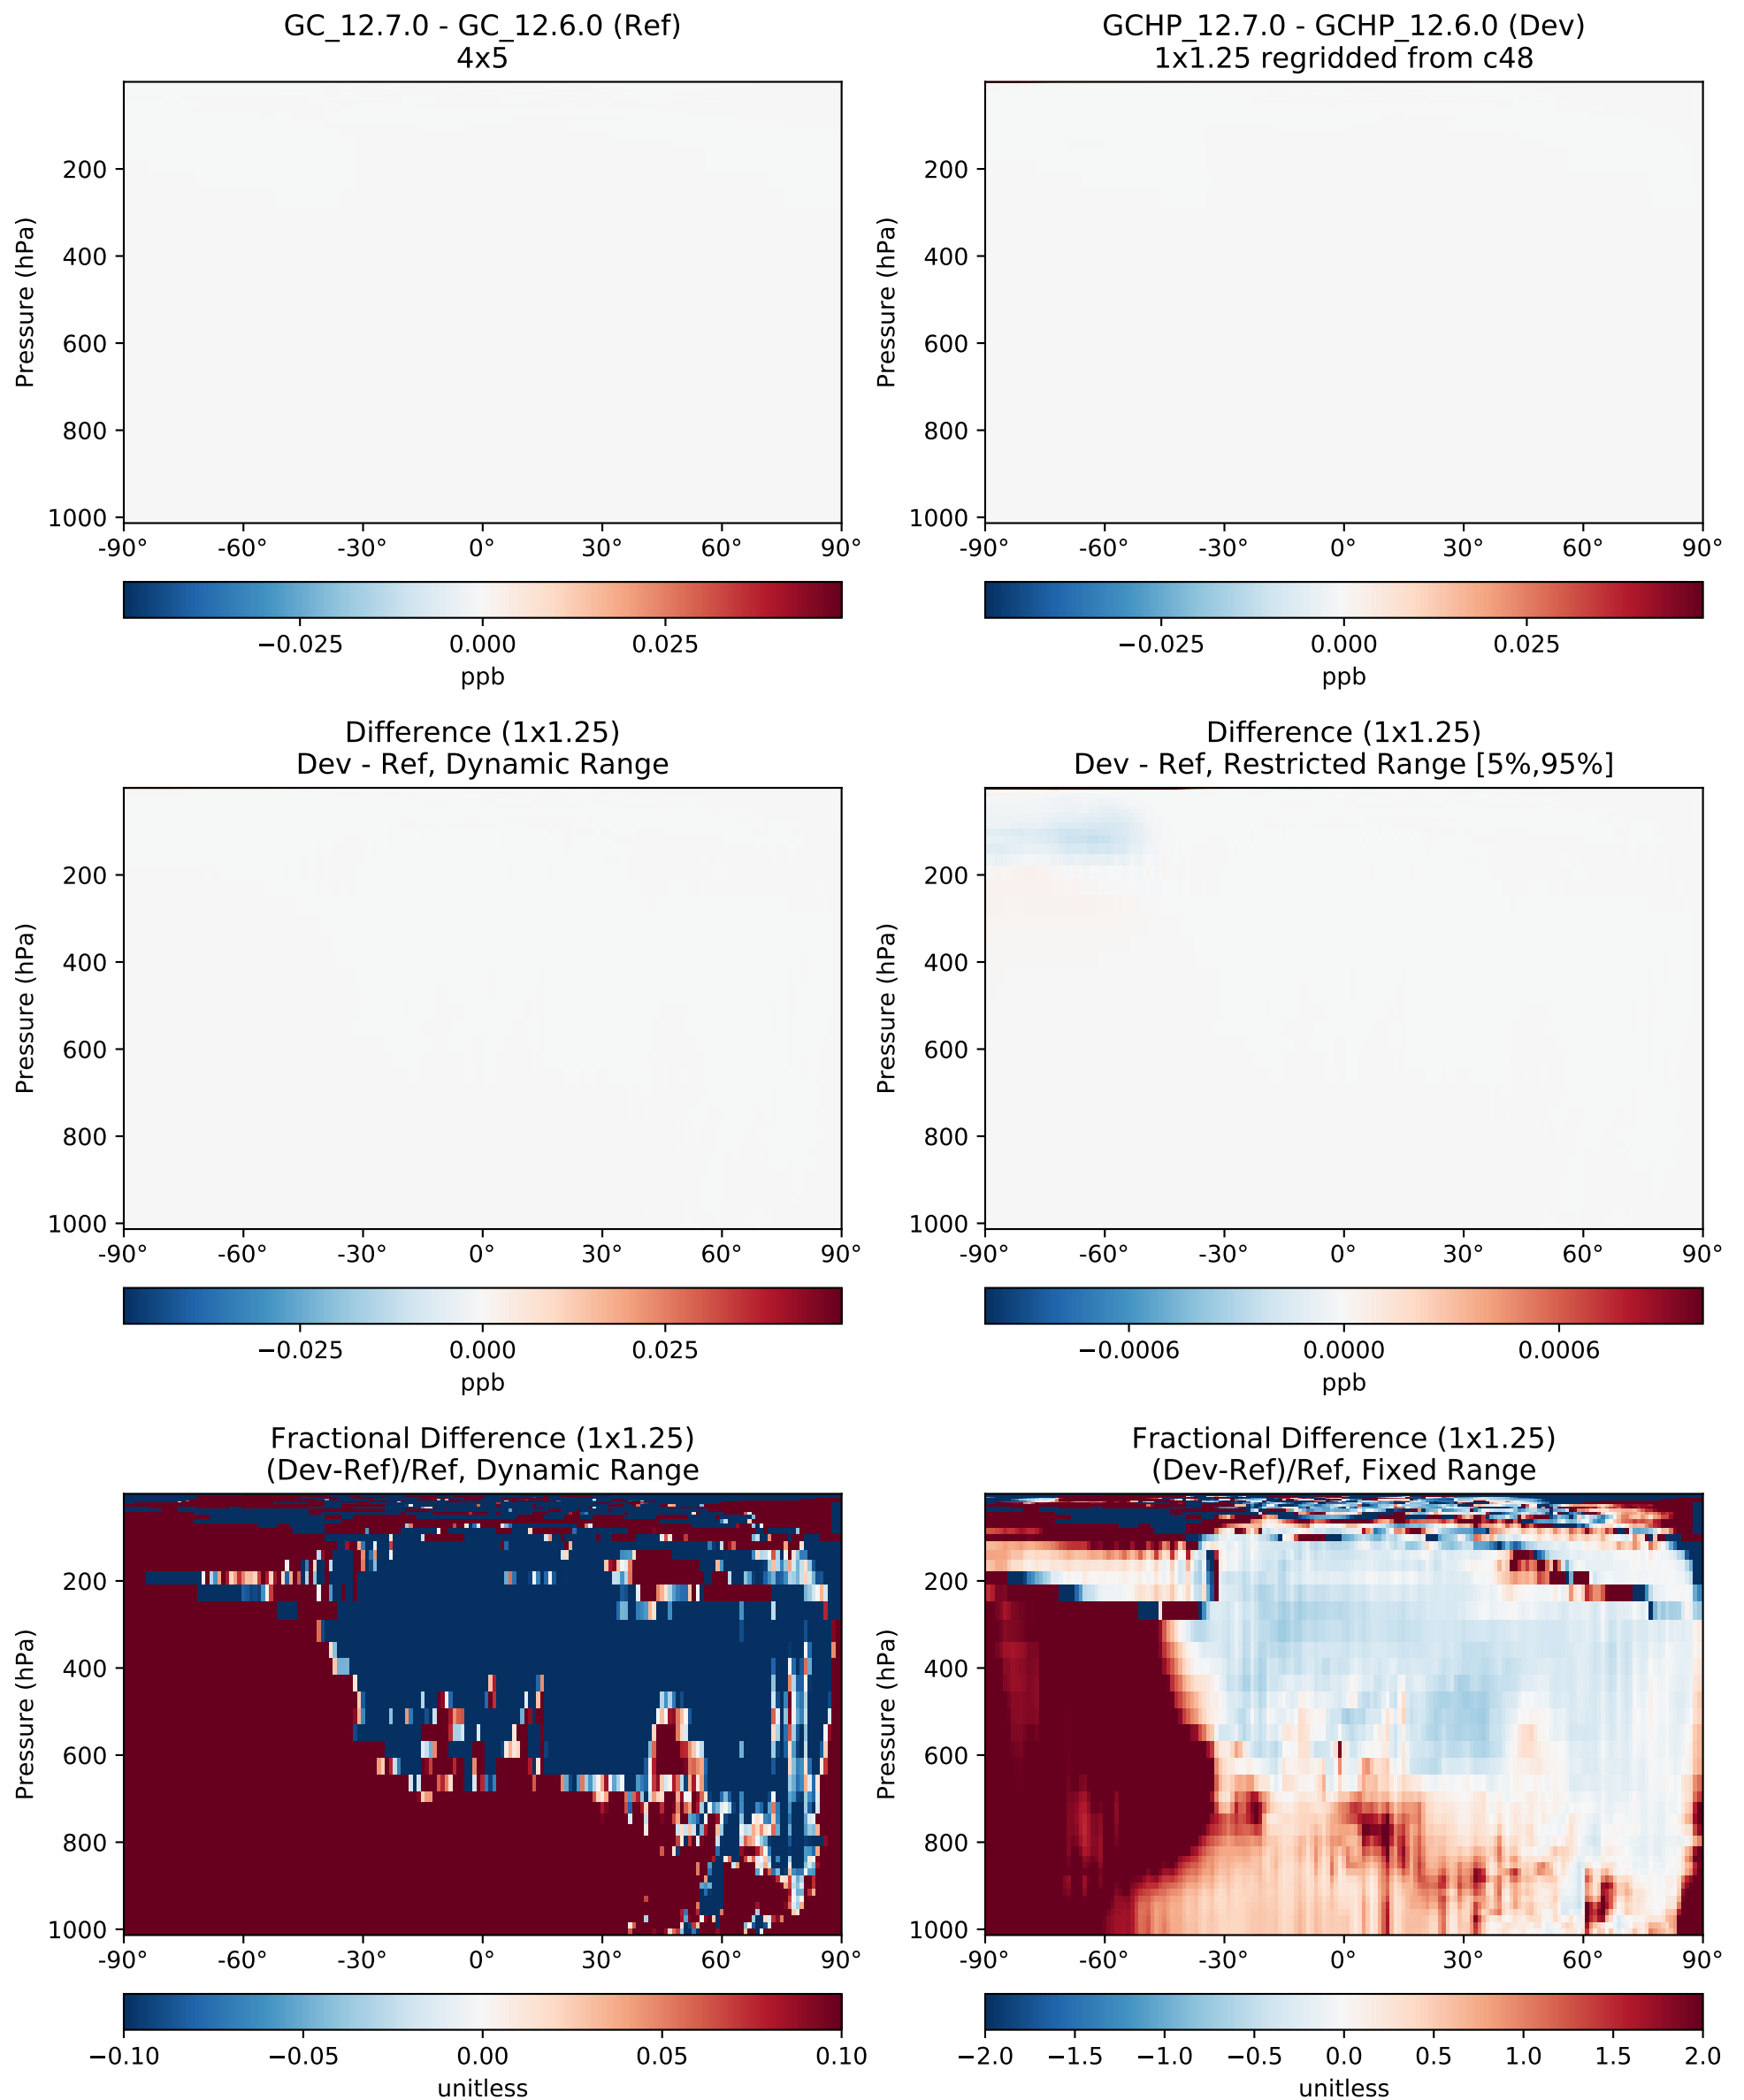 GC_12.7.0 - GC_12.6.0 (Ref)
4x5
Pressure (hPa)
200
400
600
800
1000
-90° -60° -30° 0° 30° 60° 90°
−0.025 0.000 0.025
ppb
GCHP_12.7.0 - GCHP_12.6.0 (Dev)
1x1.25 regridded from c48
Pressure (hPa)
200
400
600
800
1000
-90° -60° -30° 0° 30° 60° 90°
−0.025 0.000 0.025
ppb
Difference (1x1.25)
Dev - Ref, Dynamic Range
Pressure (hPa)
200
400
600
800
1000
-90° -60° -30° 0° 30° 60° 90°
−0.025 0.000 0.025
ppb
Difference (1x1.25)
Dev - Ref, Restricted Range [5%,95%]
Pressure (hPa)
200
400
600
800
1000
-90° -60° -30° 0° 30° 60° 90°
−0.0006 0.0000 0.0006
ppb
Fractional Difference (1x1.25)
(Dev-Ref)/Ref, Dynamic Range
Pressure (hPa)
200
400
600
800
1000
-90° -60° -30° 0° 30° 60° 90°
−0.10 −0.05 0.00 0.05 0.10
unitless
Fractional Difference (1x1.25)
(Dev-Ref)/Ref, Fixed Range
Pressure (hPa)
200
400
600
800
1000
-90° -60° -30° 0° 30° 60° 90°
−2.0 −1.5 −1.0 −0.5 0.0 0.5 1.0 1.5 2.0
unitless